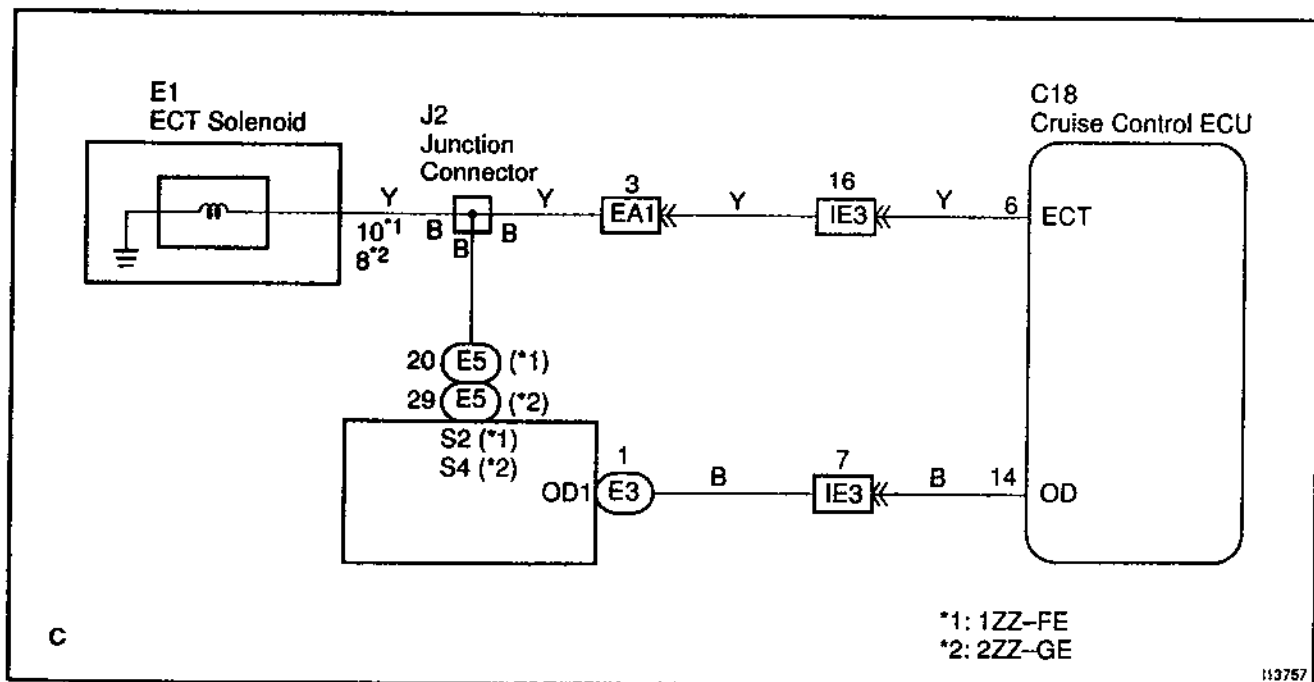 E1
ECT Solenoid
J2
Junction
Connector
C18
Cruise Control ECU
Y
10*1
8*2
B
B
B
Y
3
EA1
Y
16
IE3
Y
6
ECT
20 E5 (*1)
29 E5 (*2)
S2 (*1)
S4 (*2)
OD1
1
E3
B
7
IE3
B
14
OD
*1: 1ZZ-FE
*2: 2ZZ-GE
C
I13757